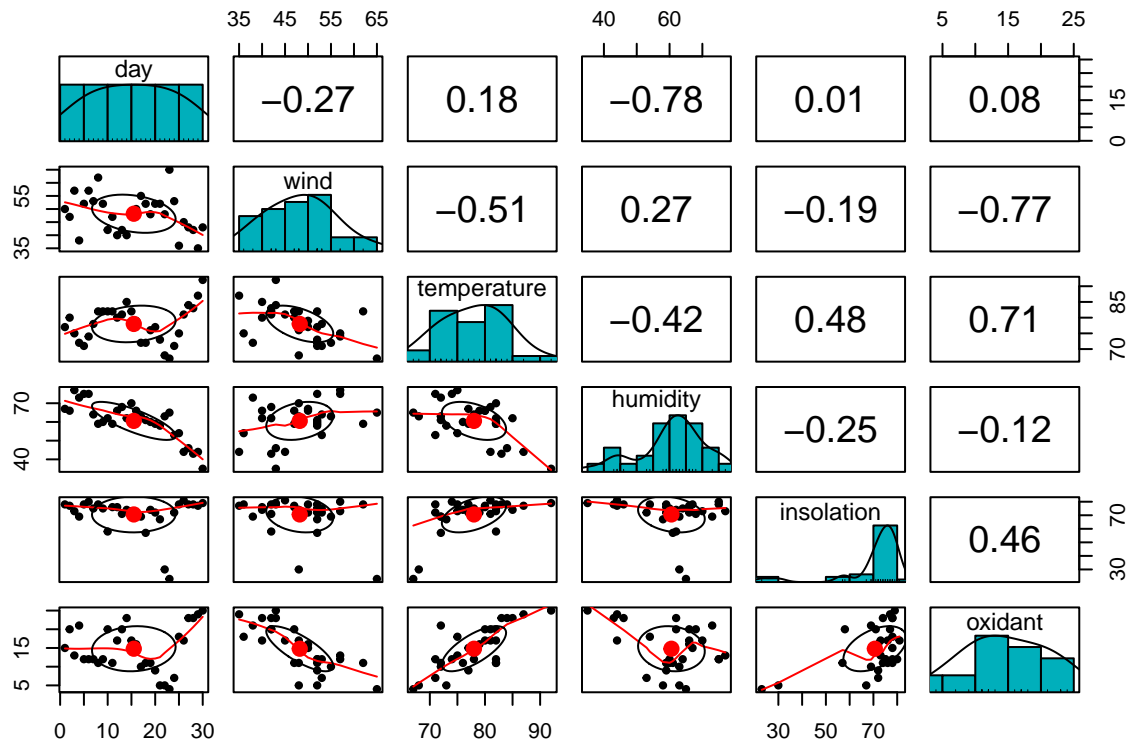 35 45 55 65 40 60 5 15 25
day −0.27 0.18 −0.78 0.01 0.08 0 15
35 55 wind −0.51 0.27 −0.19 −0.77
temperature −0.42 0.48 0.71 70 85
40 70 humidity −0.25 −0.12
insolation 0.46 30 70
5 15 oxidant
0 10 20 30 70 80 90 30 50 70